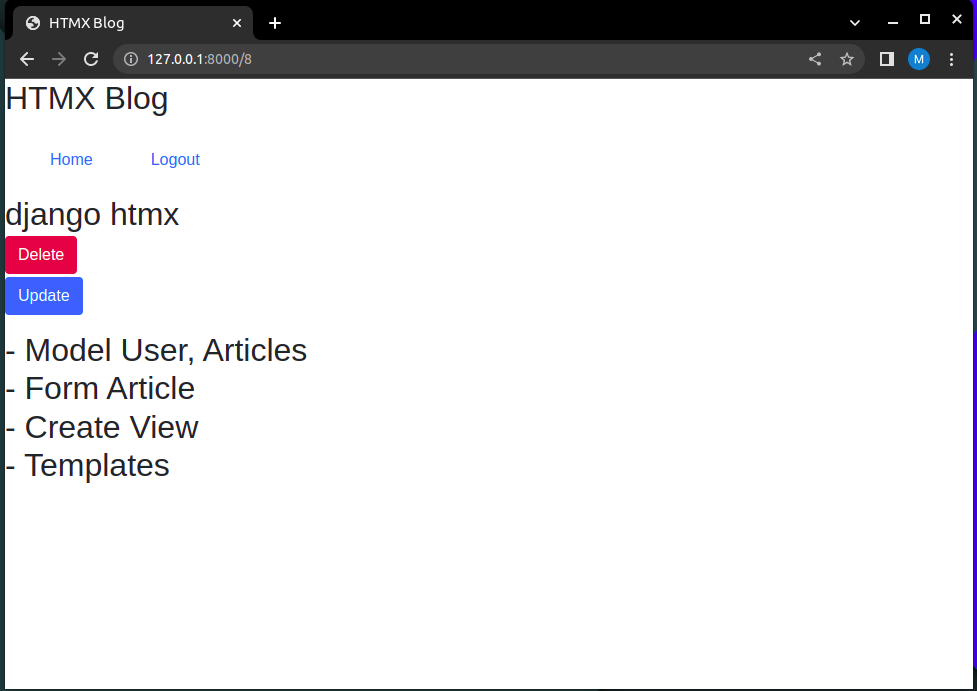 HTMX Blog
127.0.0.1:8000/8
M
HTMX Blog
Home Logout
django htmx
Delete
Update
- Model User, Articles
- Form Article
- Create View
- Templates